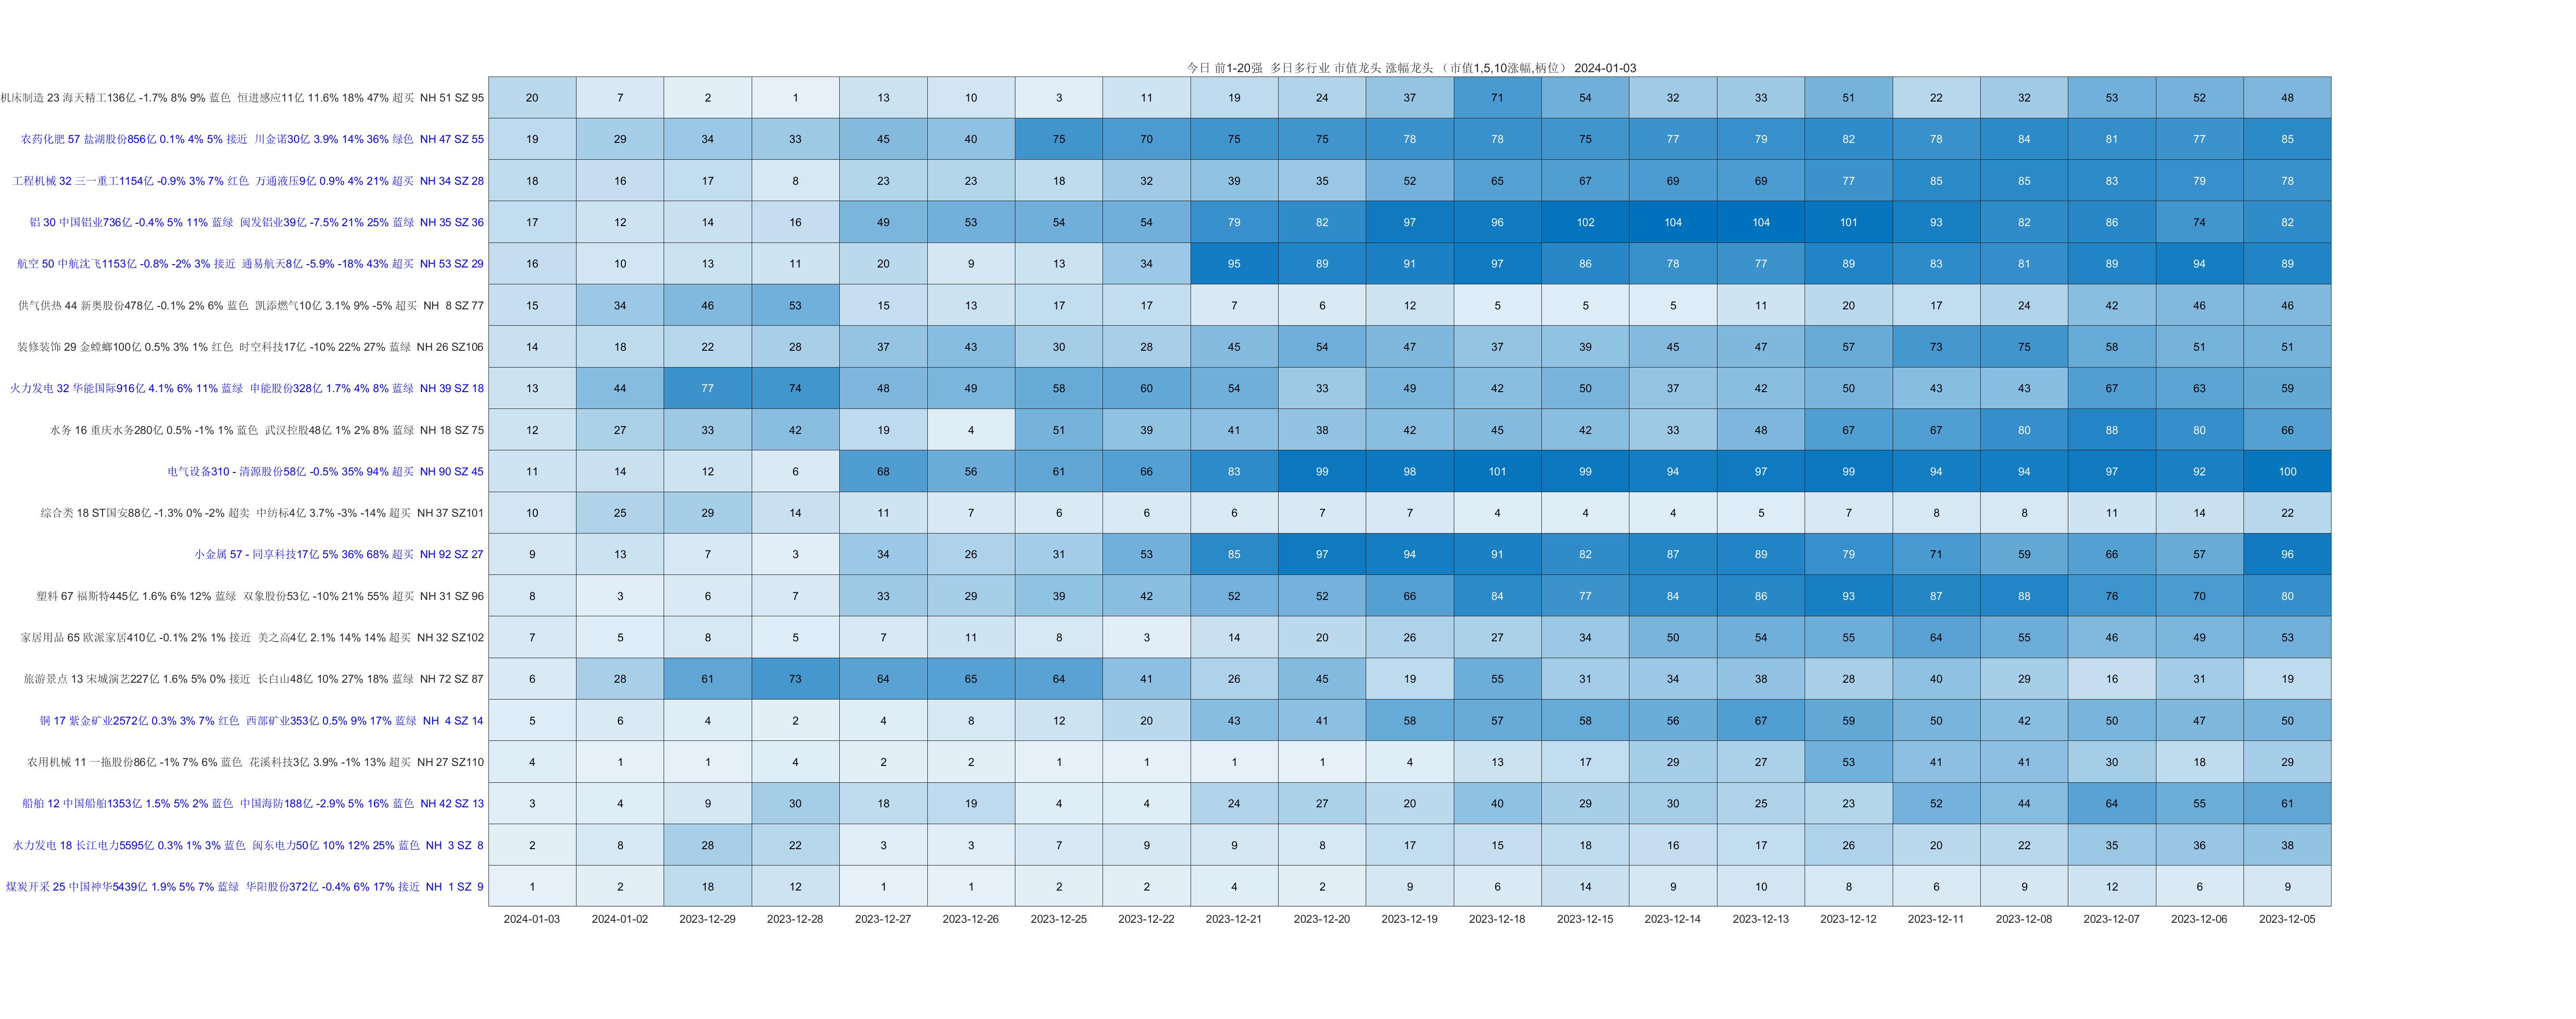 今日 前1-20强 多日多行业 市值龙头 涨幅龙头 （市值1,5,10涨幅,柄位） 2024-01-03
机床制造 23 海天精工136亿 -1.7% 8% 9% 蓝色 恒进感应11亿 11.6% 18% 47% 超买 NH 51 SZ 95 20 7 2 1 13 10 3 11 19 24 37 71 54 32 33 51 22 32 53 52 48
农药化肥 57 盐湖股份856亿 0.1% 4% 5% 接近 川金诺30亿 3.9% 14% 36% 绿色 NH 47 SZ 55 19 29 34 33 45 40 75 70 75 75 78 78 75 77 79 82 78 84 81 77 85
工程机械 32 三一重工1154亿 -0.9% 3% 7% 红色 万通液压9亿 0.9% 4% 21% 超买 NH 34 SZ 28 18 16 17 8 23 23 18 32 39 35 52 65 67 69 69 77 85 85 83 79 78
铝 30 中国铝业736亿 -0.4% 5% 11% 蓝绿 闽发铝业39亿 -7.5% 21% 25% 蓝绿 NH 35 SZ 36 17 12 14 16 49 53 54 54 79 82 97 96 102 104 104 101 93 82 86 74 82
航空 50 中航沈飞1153亿 -0.8% -2% 3% 接近 通易航天8亿 -5.9% -18% 43% 超买 NH 53 SZ 29 16 10 13 11 20 9 13 34 95 89 91 97 86 78 77 89 83 81 89 94 89
供气供热 44 新奥股份478亿 -0.1% 2% 6% 蓝色 凯添燃气10亿 3.1% 9% -5% 超买 NH 8 SZ 77 15 34 46 53 15 13 17 17 7 6 12 5 5 5 11 20 17 24 42 46 46
装修装饰 29 金螳螂100亿 0.5% 3% 1% 红色 时空科技17亿 -10% 22% 27% 蓝绿 NH 26 SZ106 14 18 22 28 37 43 30 28 45 54 47 37 39 45 47 57 73 75 58 51 51
火力发电 32 华能国际916亿 4.1% 6% 11% 蓝绿 申能股份328亿 1.7% 4% 8% 蓝绿 NH 39 SZ 18 13 44 77 74 48 49 58 60 54 33 49 42 50 37 42 50 43 43 67 63 59
水务 16 重庆水务280亿 0.5% -1% 1% 蓝色 武汉控股48亿 1% 2% 8% 蓝绿 NH 18 SZ 75 12 27 33 42 19 4 51 39 41 38 42 45 42 33 48 67 67 80 88 80 66
电气设备310 - 清源股份58亿 -0.5% 35% 94% 超买 NH 90 SZ 45 11 14 12 6 68 56 61 66 83 99 98 101 99 94 97 99 94 94 97 92 100
综合类 18 ST国安88亿 -1.3% 0% -2% 超卖 中纺标4亿 3.7% -3% -14% 超买 NH 37 SZ101 10 25 29 14 11 7 6 6 6 7 7 4 4 4 5 7 8 8 11 14 22
小金属 57 - 同享科技17亿 5% 36% 68% 超买 NH 92 SZ 27 9 13 7 3 34 26 31 53 85 97 94 91 82 87 89 79 71 59 66 57 96
塑料 67 福斯特445亿 1.6% 6% 12% 蓝绿 双象股份53亿 -10% 21% 55% 超买 NH 31 SZ 96 8 3 6 7 33 29 39 42 52 52 66 84 77 84 86 93 87 88 76 70 80
家居用品 65 欧派家居410亿 -0.1% 2% 1% 接近 美之高4亿 2.1% 14% 14% 超买 NH 32 SZ102 7 5 8 5 7 11 8 3 14 20 26 27 34 50 54 55 64 55 46 49 53
旅游景点 13 宋城演艺227亿 1.6% 5% 0% 接近 长白山48亿 10% 27% 18% 蓝绿 NH 72 SZ 87 6 28 61 73 64 65 64 41 26 45 19 55 31 34 38 28 40 29 16 31 19
铜 17 紫金矿业2572亿 0.3% 3% 7% 红色 西部矿业353亿 0.5% 9% 17% 蓝绿 NH 4 SZ 14 5 6 4 2 4 8 12 20 43 41 58 57 58 56 67 59 50 42 50 47 50
农用机械 11 一拖股份86亿 -1% 7% 6% 蓝色 花溪科技3亿 3.9% -1% 13% 超买 NH 27 SZ110 4 1 1 4 2 2 1 1 1 1 4 13 17 29 27 53 41 41 30 18 29
船舶 12 中国船舶1353亿 1.5% 5% 2% 蓝色 中国海防188亿 -2.9% 5% 16% 蓝色 NH 42 SZ 13 3 4 9 30 18 19 4 4 24 27 20 40 29 30 25 23 52 44 64 55 61
水力发电 18 长江电力5595亿 0.3% 1% 3% 蓝色 闽东电力50亿 10% 12% 25% 蓝色 NH 3 SZ 8 2 8 28 22 3 3 7 9 9 8 17 15 18 16 17 26 20 22 35 36 38
煤炭开采 25 中国神华5439亿 1.9% 5% 7% 蓝绿 华阳股份372亿 -0.4% 6% 17% 接近 NH 1 SZ 9 1 2 18 12 1 1 2 2 4 2 9 6 14 9 10 8 6 9 12 6 9
2024-01-03 2024-01-02 2023-12-29 2023-12-28 2023-12-27 2023-12-26 2023-12-25 2023-12-22 2023-12-21 2023-12-20 2023-12-19 2023-12-18 2023-12-15 2023-12-14 2023-12-13 2023-12-12 2023-12-11 2023-12-08 2023-12-07 2023-12-06 2023-12-05